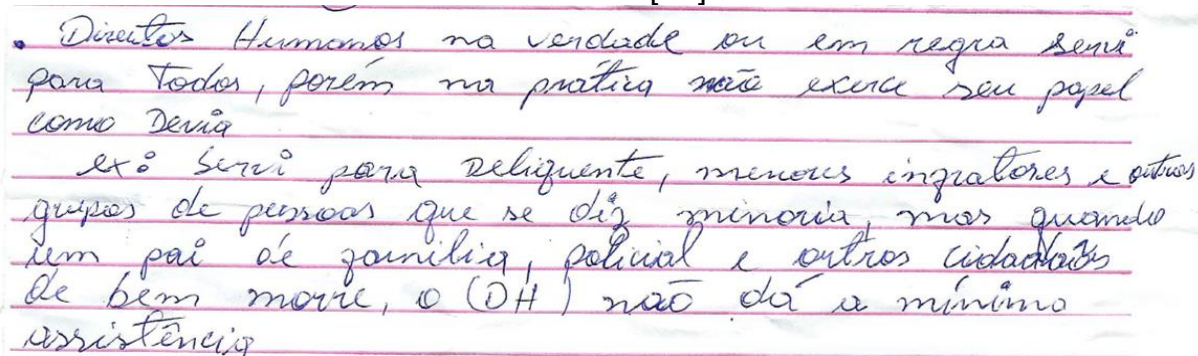 . Direitos Humanos na verdade ou em regra servi
para Todos, porém na prática não exerce seu papel
como Devia
ex: servi para Deliquente, menores infratores e outros
grupos de pessoas que se diz minoria, mas quando
um pai de família, policial e outros cidadãos
de bem morre, o (DH) não dá a mínimo
assistência